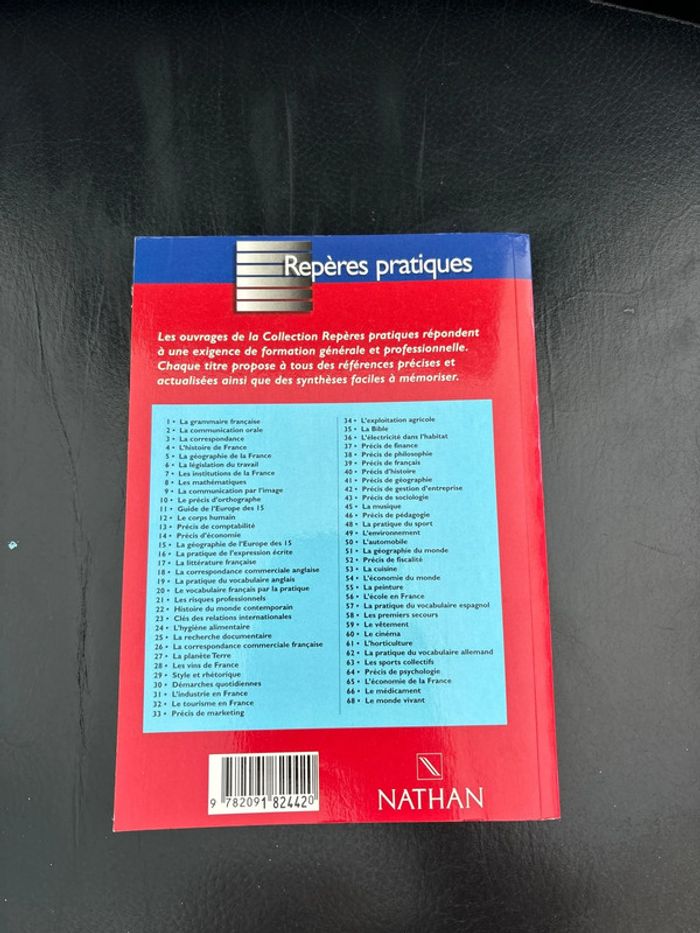 Repères pratiques
Les ouvrages de la Collection Repères pratiques répondent
à une exigence de formation générale et professionnelle.
Chaque titre propose à tous des références précises et
actualisées ainsi que des synthèses faciles à mémoriser.
1 • La grammaire française
2 • La communication orale
3 • La correspondance
4 • L'histoire de France
5 • La géographie de la France
6 • La législation du travail
7 • Les institutions de la France
8 • Les mathématiques
9 • La communication par l'image
10 • Le précis d'orthographe
11 • Guide de l'Europe des 15
12 • Le corps humain
13 • Précis de comptabilité
14 • Précis d'économie
15 • La géographie de l'Europe des 15
16 • La pratique de l'expression écrite
17 • La littérature française
18 • La correspondance commerciale anglaise
19 • La pratique du vocabulaire anglais
20 • Le vocabulaire français par la pratique
21 • Les risques professionnels
22 • Histoire du monde contemporain
23 • Clés des relations internationales
24 • L'hygiène alimentaire
25 • La recherche documentaire
26 • La correspondance commerciale française
27 • La planète Terre
28 • Les vins de France
29 • Style et rhétorique
30 • Démarches quotidiennes
31 • L'industrie en France
32 • Le tourisme en France
33 • Précis de marketing
34 • L'exploitation agricole
35 • La Bible
36 • L'électricité dans l'habitat
37 • Précis de finance
38 • Précis de philosophie
39 • Précis de français
40 • Précis d'histoire
41 • Précis de géographie
42 • Précis de gestion d'entreprise
43 • Précis de sociologie
45 • La musique
46 • Précis de pédagogie
48 • La pratique du sport
49 • L'environnement
50 • L'automobile
51 • La géographie du monde
52 • Précis de fiscalité
53 • La cuisine
54 • L'économie du monde
55 • La peinture
56 • L'école en France
57 • La pratique du vocabulaire espagnol
58 • Les premiers secours
59 • Le vêtement
60 • Le cinéma
61 • L'horticulture
62 • La pratique du vocabulaire allemand
63 • Les sports collectifs
64 • Précis de psychologie
65 • L'économie de la France
66 • Le médicament
68 • Le monde vivant
9 782091 824420
NATHAN